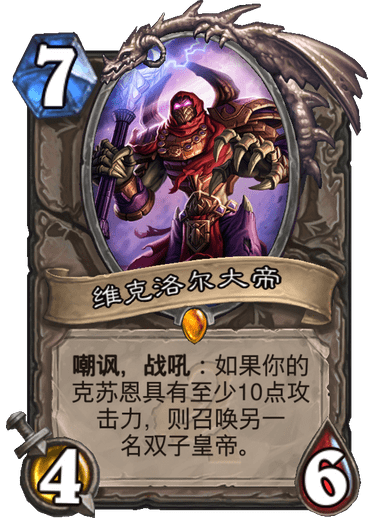 7
维克洛尔大帝
嘲讽，战吼：如果你的
克苏恩具有至少10点攻
击力，则召唤另一
名双子皇帝。
4
6